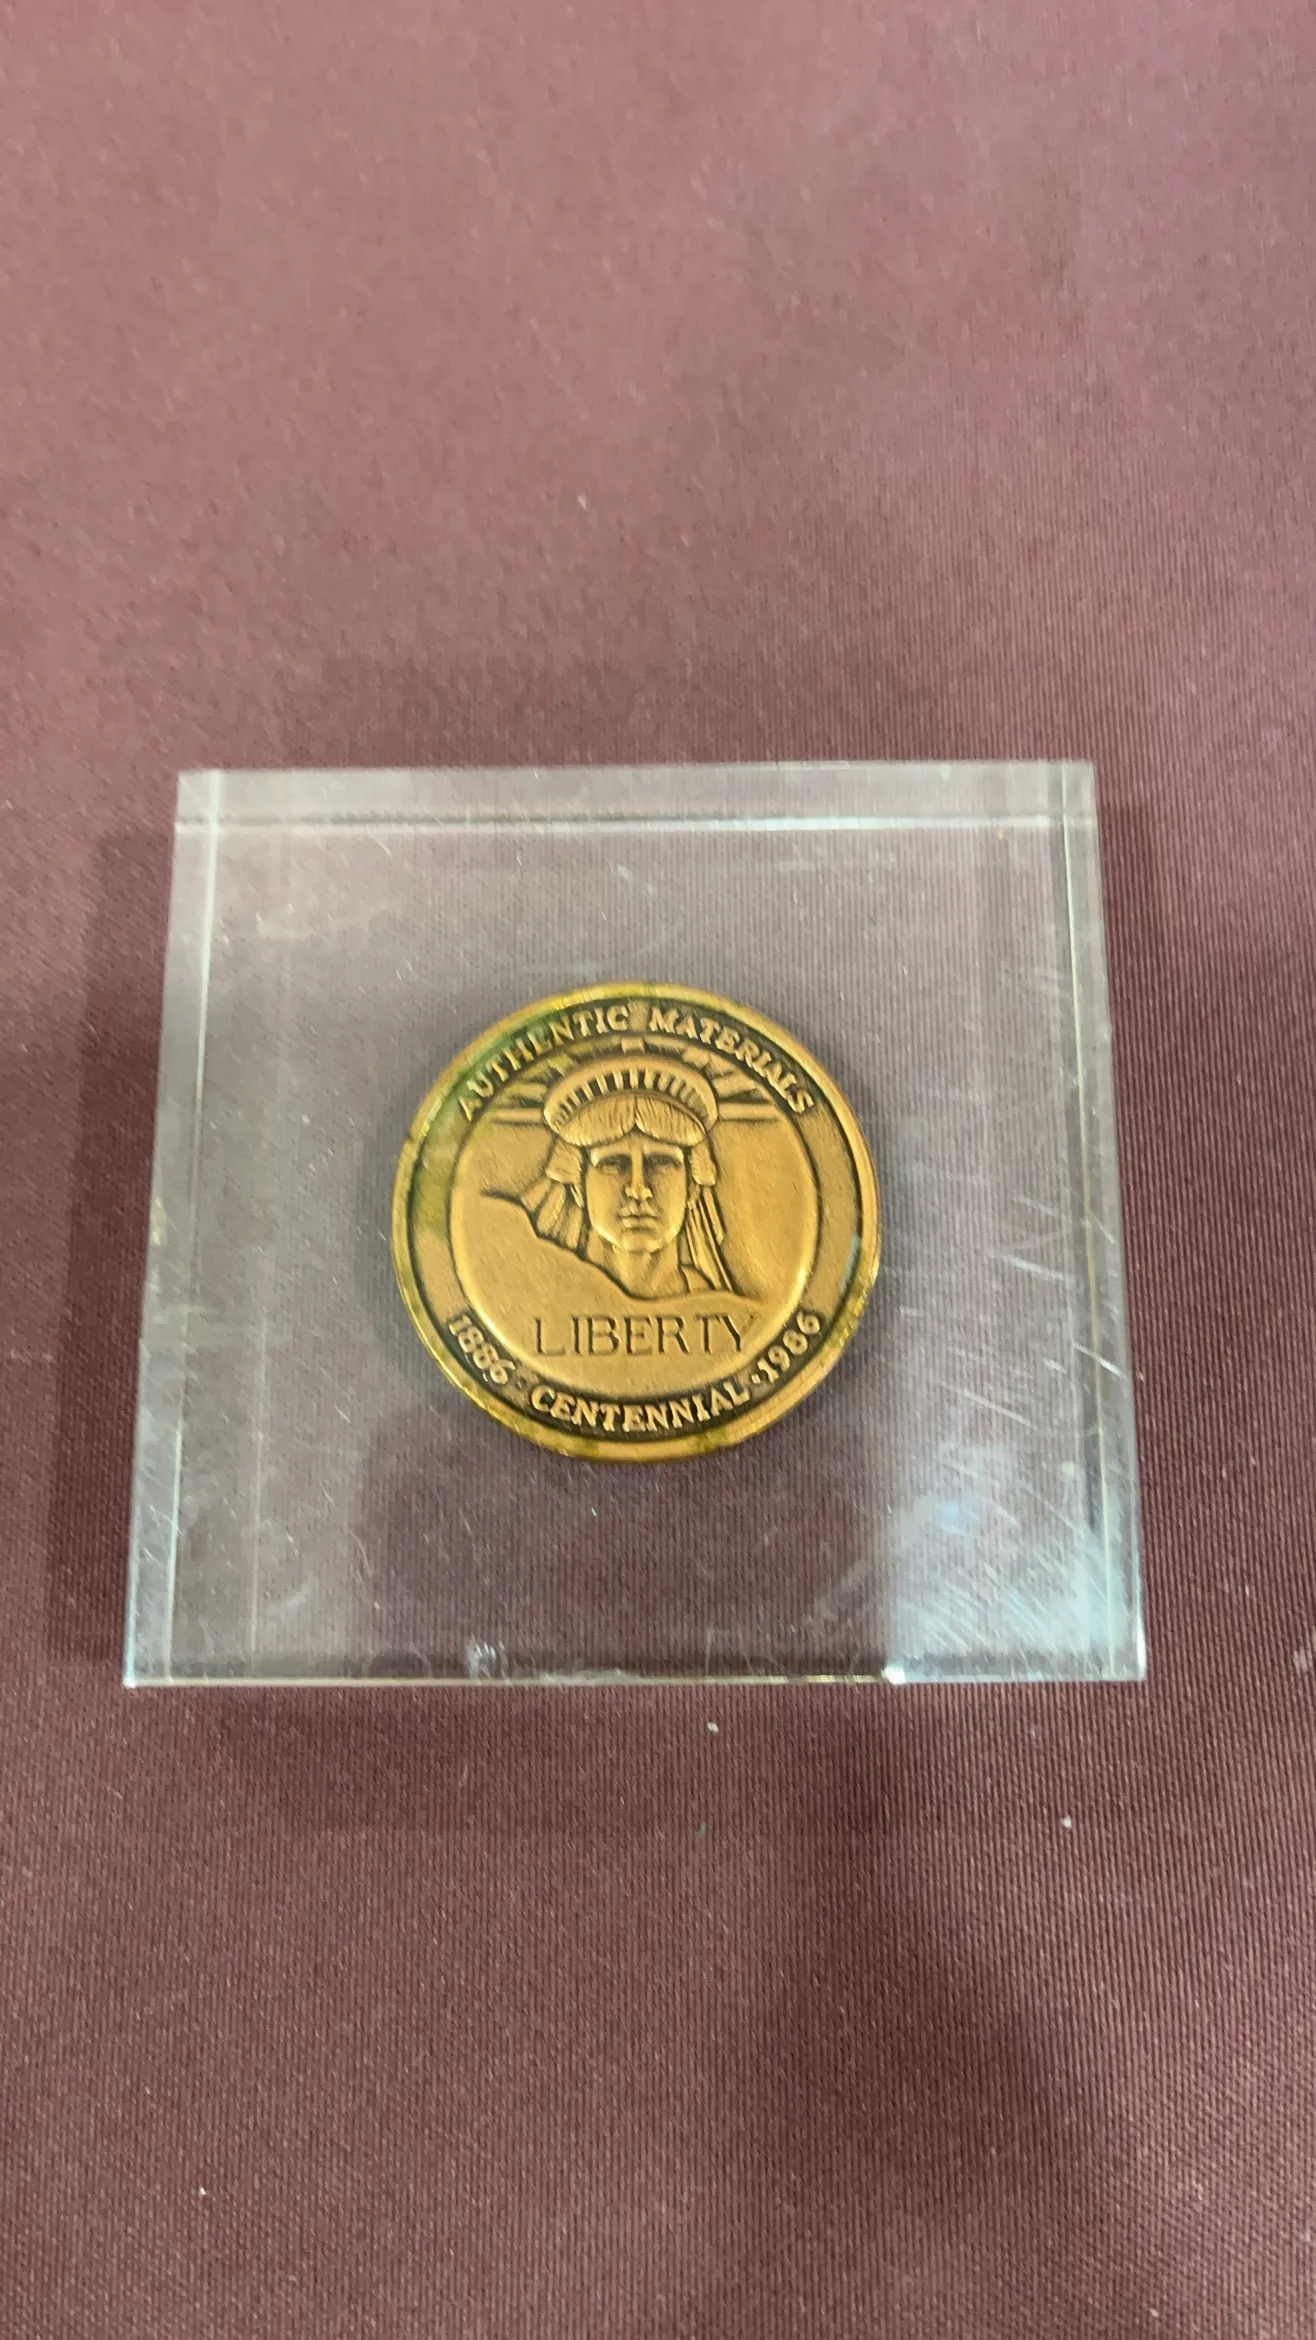 AUTHENTIC MATERIALS
LIBERTY
1886 · CENTENNIAL · 1986